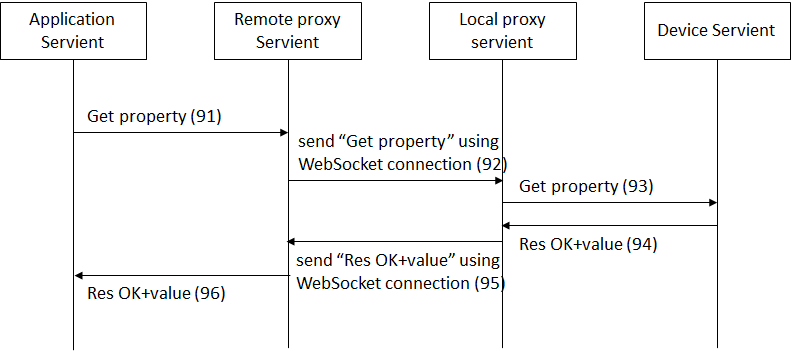 Application
Servient
Remote proxy
Servient
Local proxy
servient
Device Servient
Get property (91)
send “Get property” using
WebSocket connection (92)
Get property (93)
Res OK+value (94)
send “Res OK+value” using
WebSocket connection (95)
Res OK+value (96)